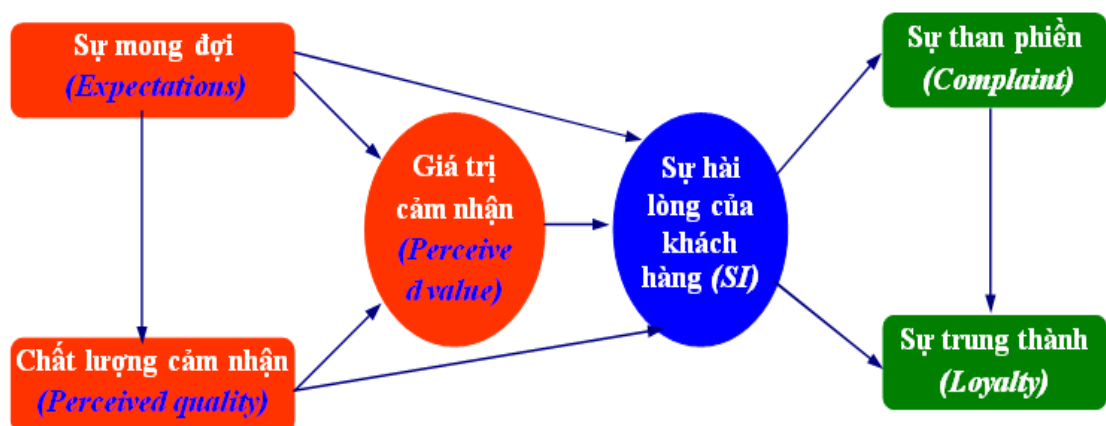 Sự mong đợi
(Expectations)
Sự than phiền
(Complaint)
Giá trị
cảm nhận
(Perceive
d value)
Sự hài
lòng của
khách
hàng (SI)
Chất lượng cảm nhận
(Perceived quality)
Sự trung thành
(Loyalty)